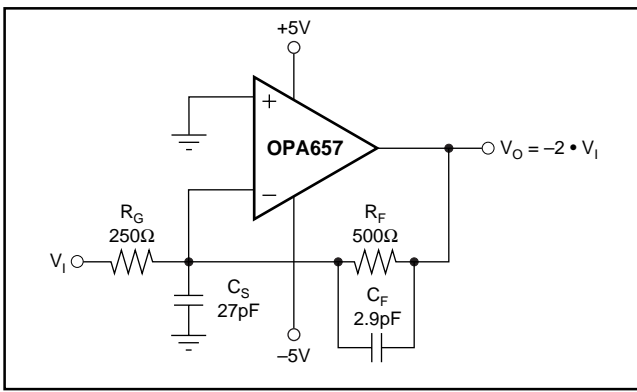 +5V
+
OPA657
V_O = –2 • V_I
–
R_G
250Ω
R_F
500Ω
V_I
C_S
27pF
C_F
2.9pF
–5V